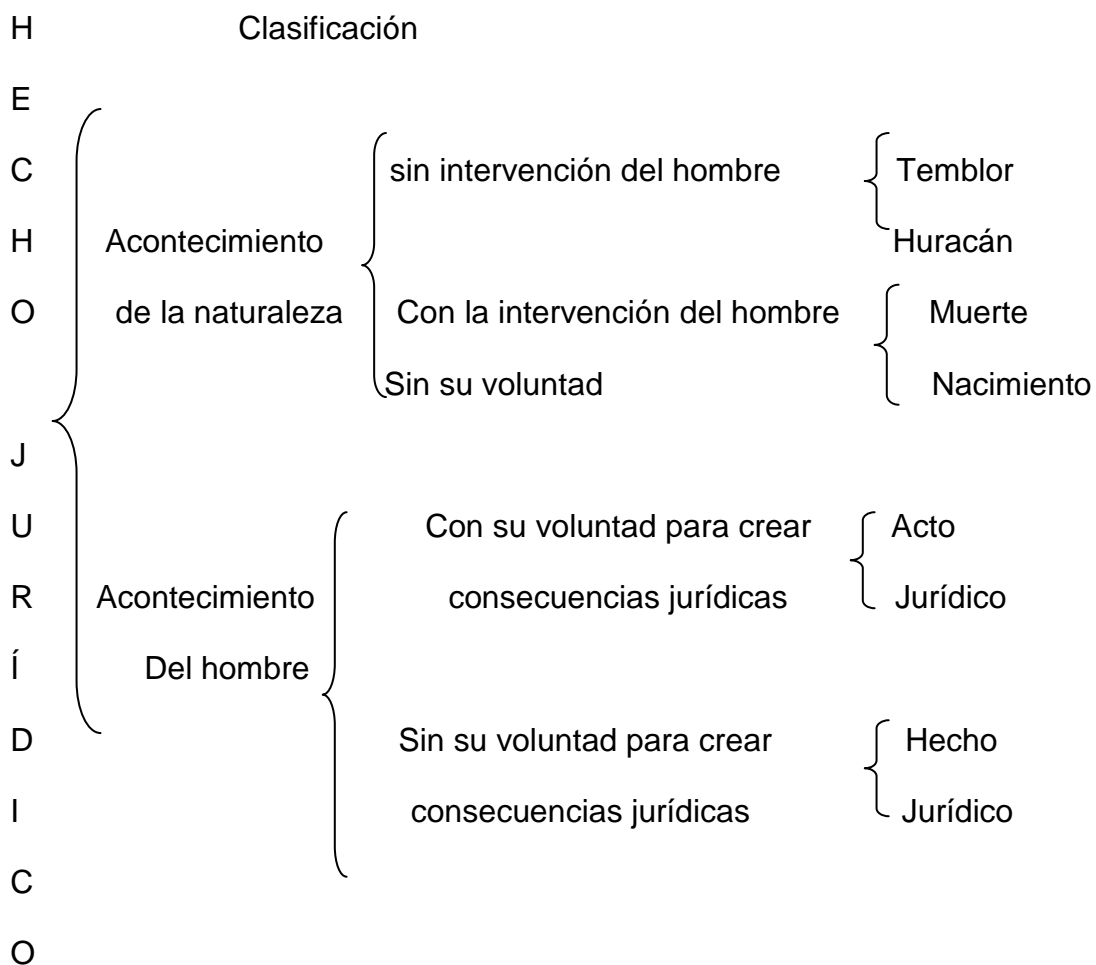 H Clasificación
E
C sin intervención del hombre Temblor
H Acontecimiento Huracán
O de la naturaleza Con la intervención del hombre Muerte
Sin su voluntad Nacimiento
J
U Con su voluntad para crear Acto
R Acontecimiento consecuencias jurídicas Jurídico
Í Del hombre
D Sin su voluntad para crear Hecho
I consecuencias jurídicas Jurídico
C
O